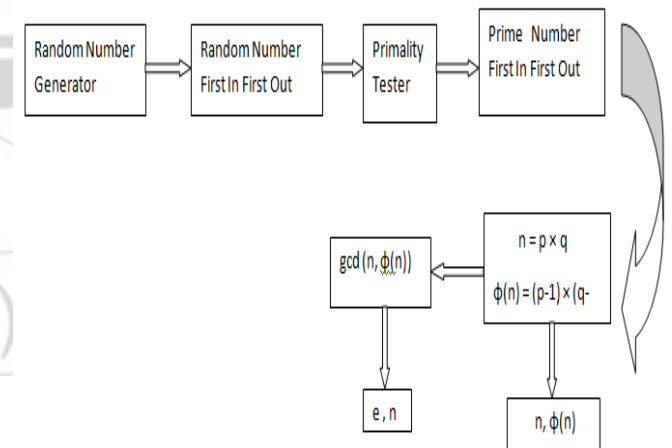 Random Number
Generator
Random Number
First In First Out
Primality
Tester
Prime Number
First In First Out
n = p × q
ϕ(n) = (p-1) × (q-
gcd (n, ϕ(n))
e , n
n, ϕ(n)